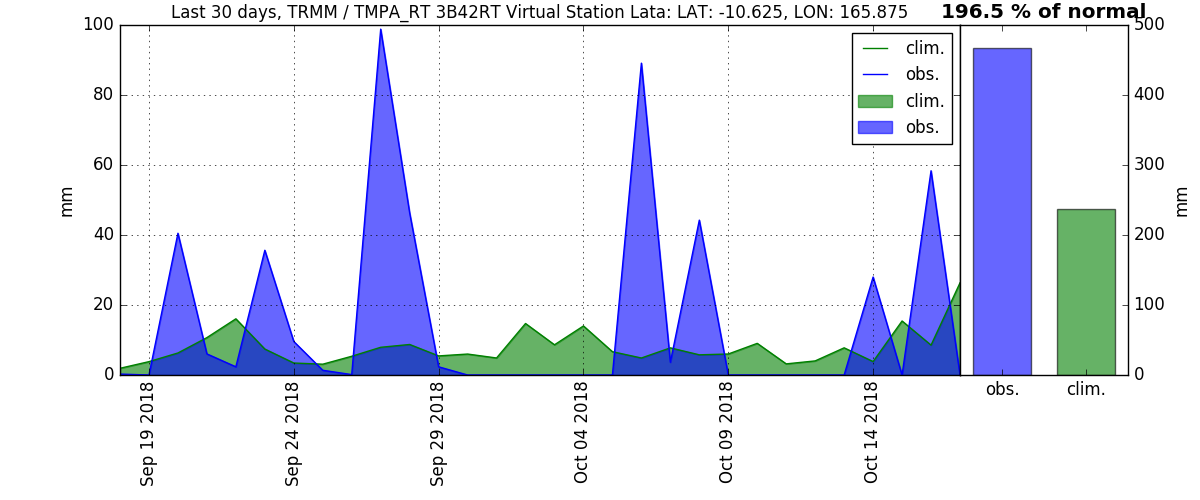 Last 30 days, TRMM / TMPA_RT 3B42RT Virtual Station Lata: LAT: -10.625, LON: 165.875
196.5 % of normal
100
80
60
40
20
0
mm
clim.
obs.
clim.
obs.
500
400
300
200
100
0
mm
Sep 19 2018
Sep 24 2018
Sep 29 2018
Oct 04 2018
Oct 09 2018
Oct 14 2018
obs.
clim.